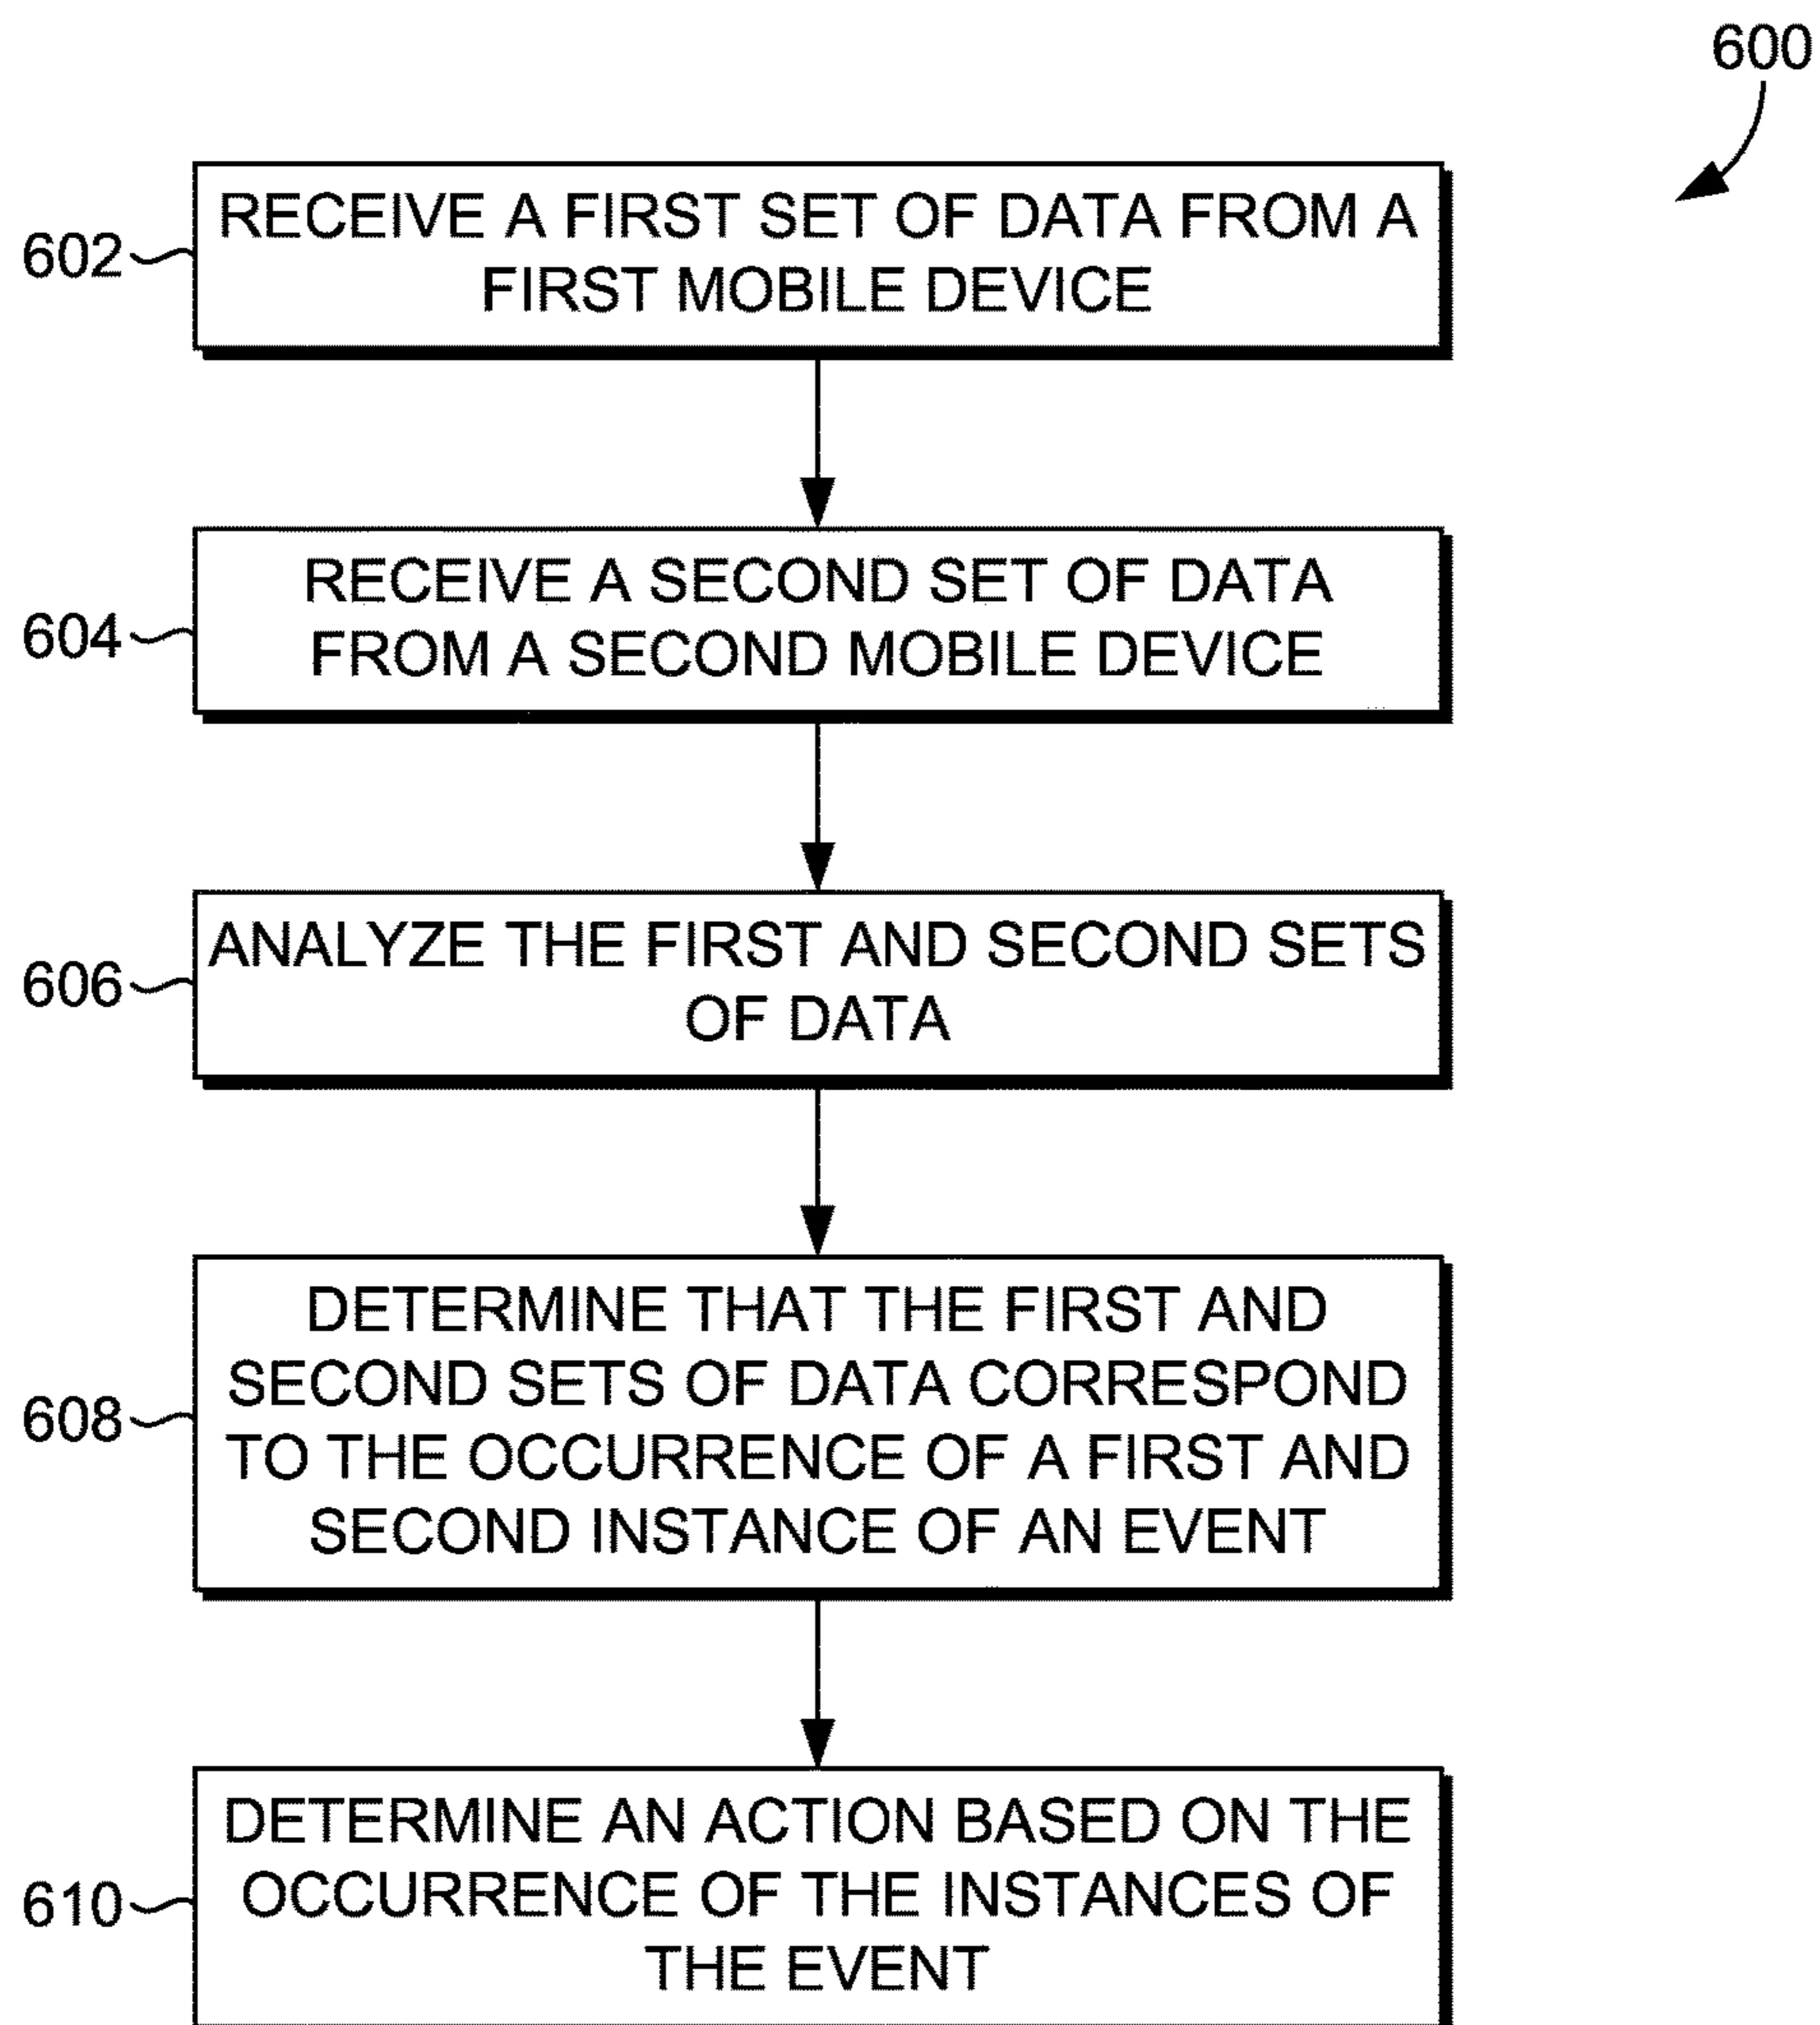 600
602
RECEIVE A FIRST SET OF DATA FROM A
FIRST MOBILE DEVICE
604
RECEIVE A SECOND SET OF DATA
FROM A SECOND MOBILE DEVICE
606
ANALYZE THE FIRST AND SECOND SETS
OF DATA
608
DETERMINE THAT THE FIRST AND
SECOND SETS OF DATA CORRESPOND
TO THE OCCURRENCE OF A FIRST AND
SECOND INSTANCE OF AN EVENT
610
DETERMINE AN ACTION BASED ON THE
OCCURRENCE OF THE INSTANCES OF
THE EVENT